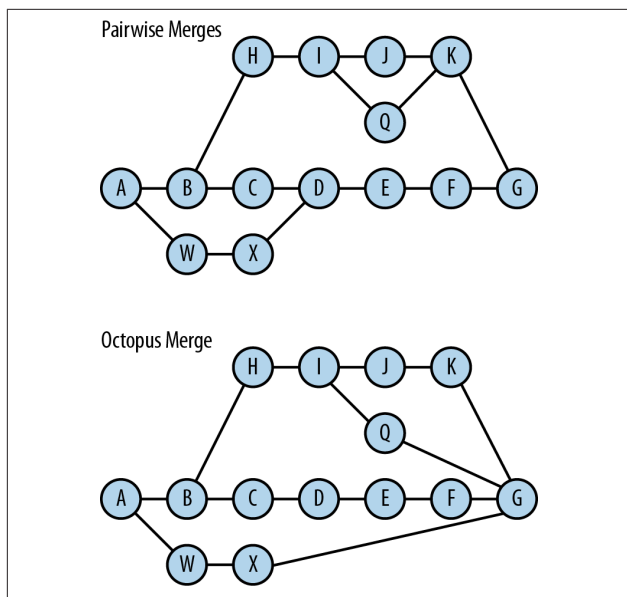 Pairwise Merges
H I J K
Q
A B C D E F G
W X
Octopus Merge
H I J K
Q
A B C D E F G
W X